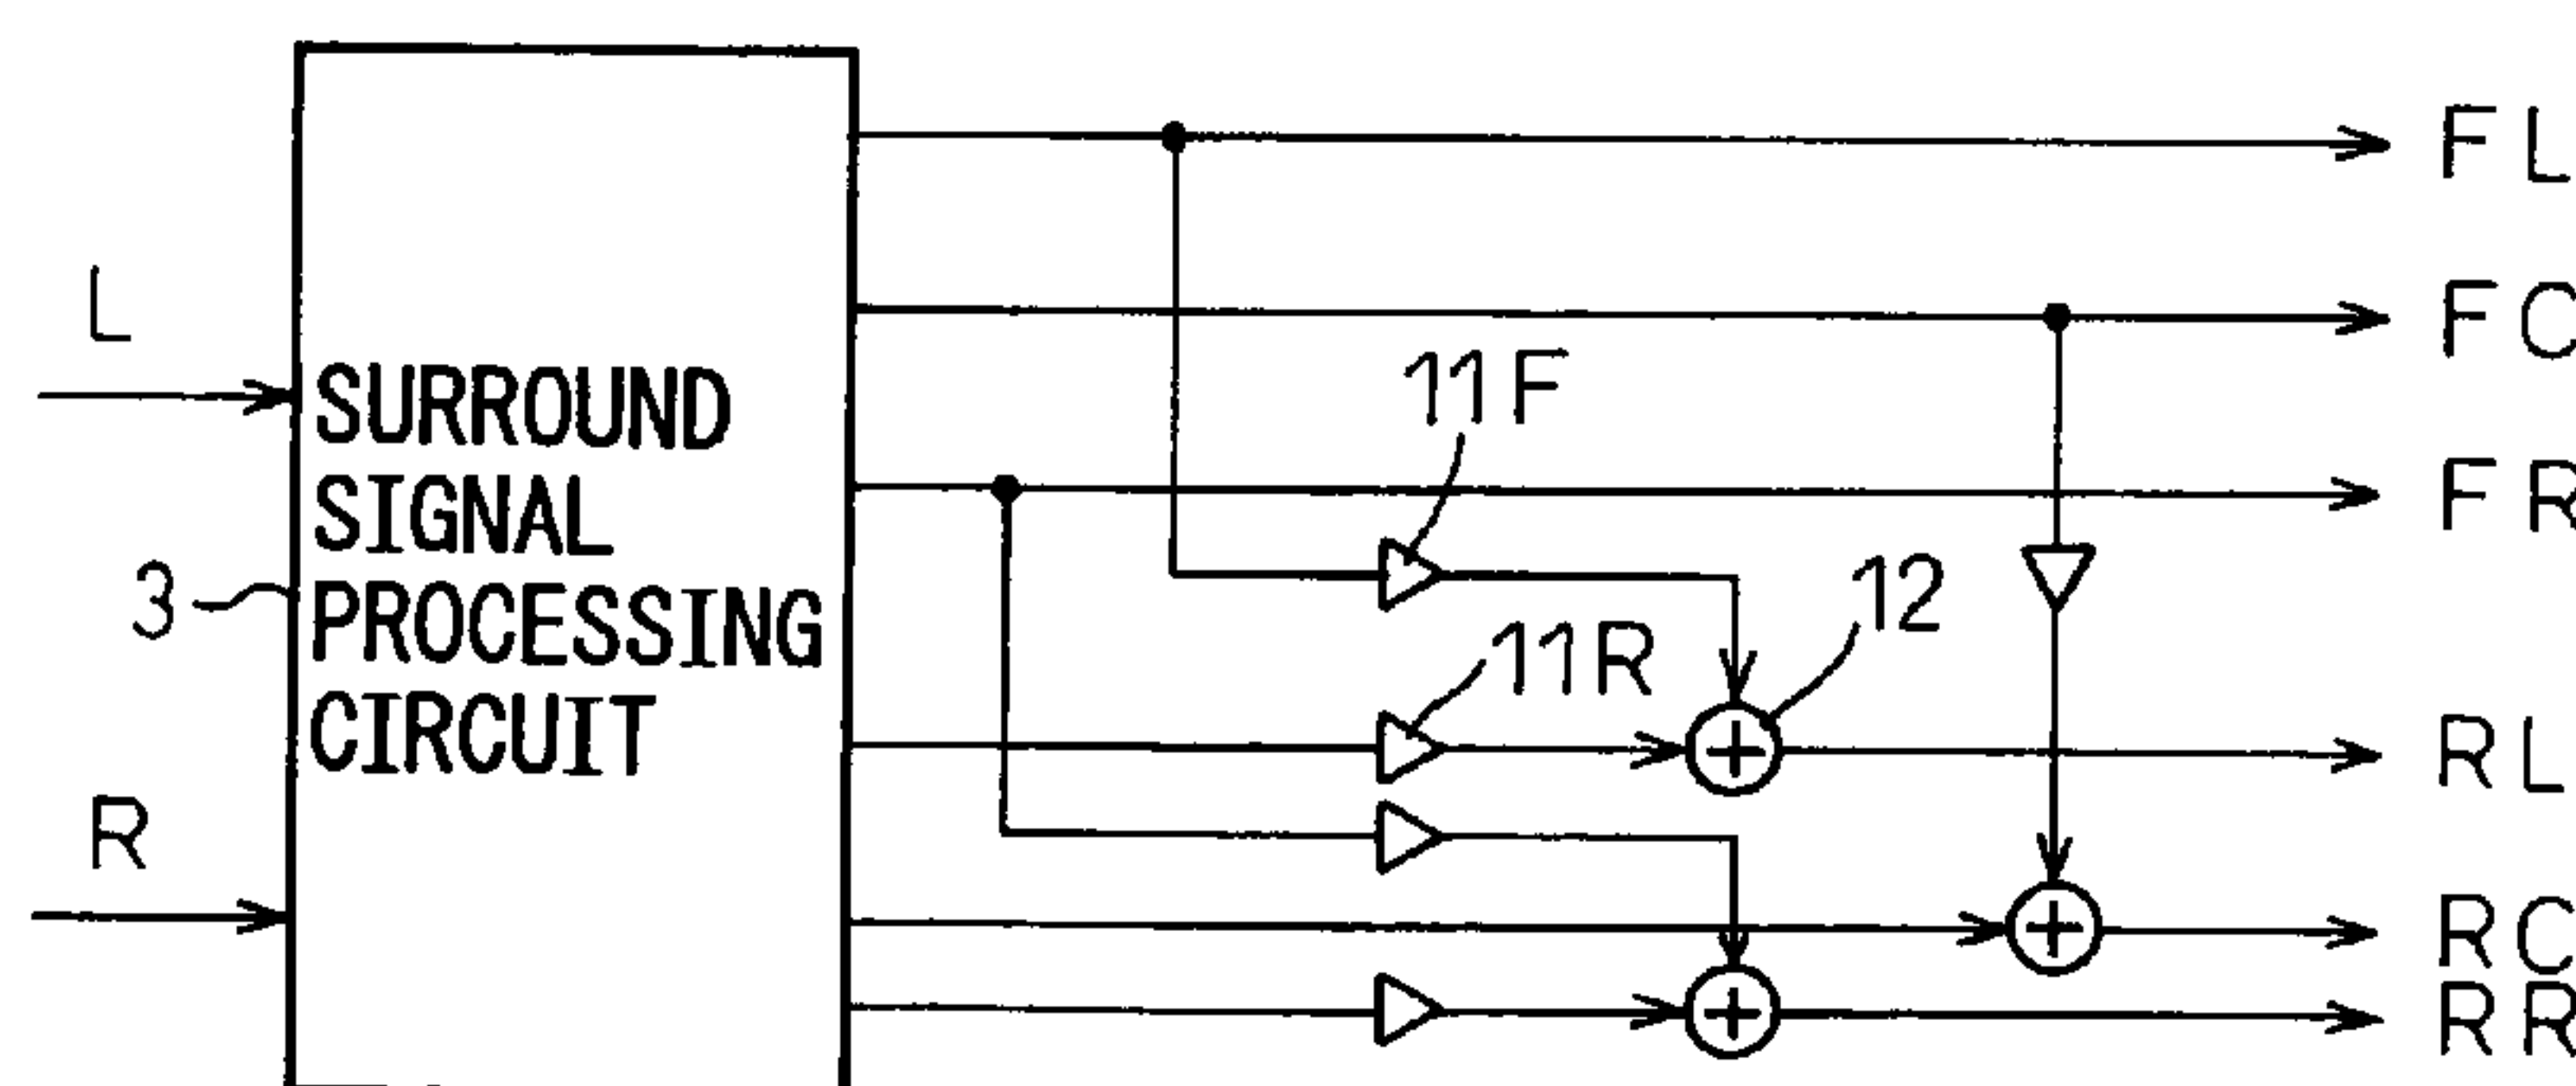 FL
L
FC
11F
SURROUND
FR
SIGNAL
12
3
PROCESSING
11R
CIRCUIT
RL
R
RC
RR